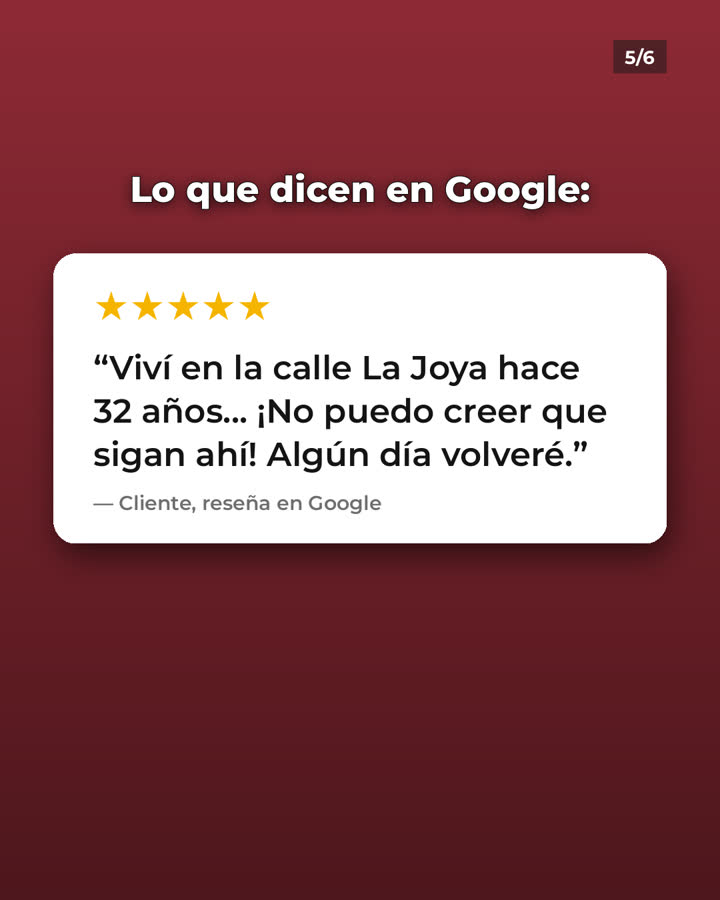 5/6
Lo que dicen en Google:
★★★★★
“Viví en la calle La Joya hace
32 años... ¡No puedo creer que
sigan ahí! Algún día volveré.”
— Cliente, reseña en Google